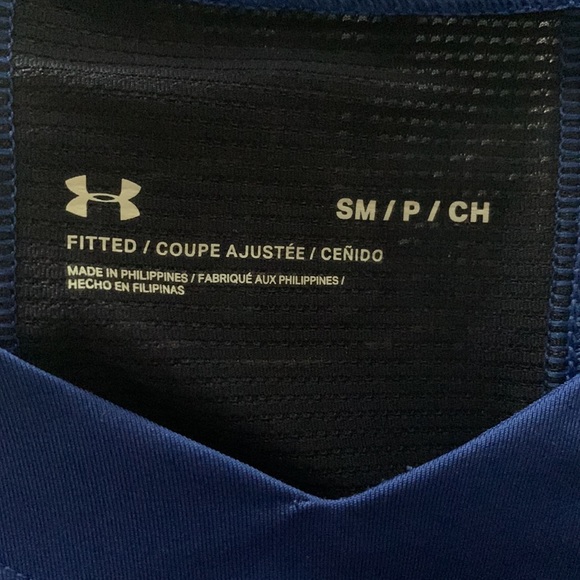 SM / P / CH
FITTED / COUPE AJUSTÉE / CEÑIDO
MADE IN PHILIPPINES / FABRIQUÉ AUX PHILIPPINES /
HECHO EN FILIPINAS